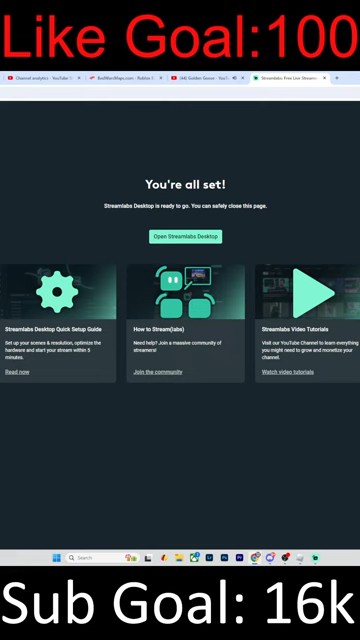 Like Goal:100
Channel analytics - YouTube S
BedWarsMaps.com - Roblox B
(44) Golden Goose - YouT
Streamlabs: Free Live Stream
You're all set!
Streamlabs Desktop is ready to go. You can safely close this page.
Open Streamlabs Desktop
Streamlabs Desktop Quick Setup Guide
Set up your scenes & resolution, optimize the
hardware and start your stream within 5
minutes.
Read now
How to Stream(labs)
Need help? Join a massive community of
streamers!
Join the community
Streamlabs Video Tutorials
Visit our YouTube Channel to learn everything
you might need to grow and monetize your
channel.
Watch video tutorials
Search
Sub Goal: 16k